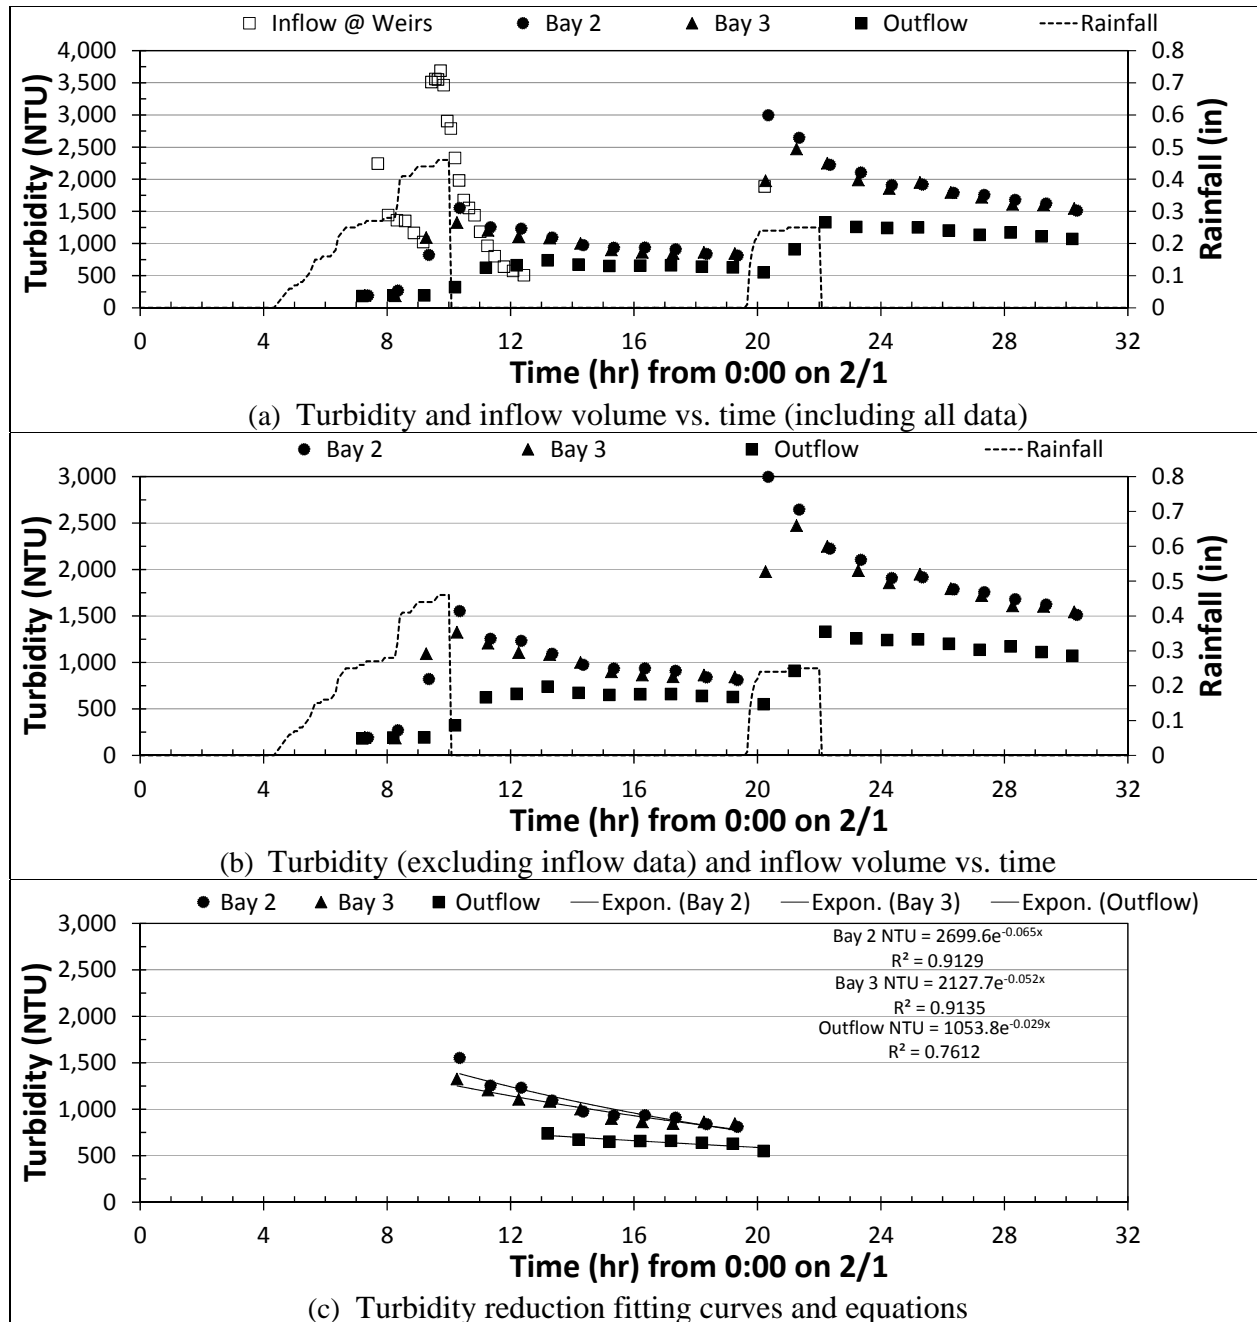 Inflow @ Weirs Bay 2 Bay 3 Outflow Rainfall
Turbidity (NTU)
4,000
3,500
3,000
2,500
2,000
1,500
1,000
500
0
0.8
0.7
0.6
0.5
0.4
0.3
0.2
0.1
0
Rainfall (in)
0 4 8 12 16 20 24 28 32
Time (hr) from 0:00 on 2/1
(a) Turbidity and inflow volume vs. time (including all data)
Bay 2 Bay 3 Outflow Rainfall
Turbidity (NTU)
3,000
2,500
2,000
1,500
1,000
500
0
0.8
0.7
0.6
0.5
0.4
0.3
0.2
0.1
0
Rainfall (in)
0 4 8 12 16 20 24 28 32
Time (hr) from 0:00 on 2/1
(b) Turbidity (excluding inflow data) and inflow volume vs. time
Bay 2 Bay 3 Outflow Expon. (Bay 2) Expon. (Bay 3) Expon. (Outflow)
Turbidity (NTU)
3,000
2,500
2,000
1,500
1,000
500
0
Bay 2 NTU = 2699.6e^-0.065x
R² = 0.9129
Bay 3 NTU = 2127.7e^-0.052x
R² = 0.9135
Outflow NTU = 1053.8e^-0.029x
R² = 0.7612
0 4 8 12 16 20 24 28 32
Time (hr) from 0:00 on 2/1
(c) Turbidity reduction fitting curves and equations